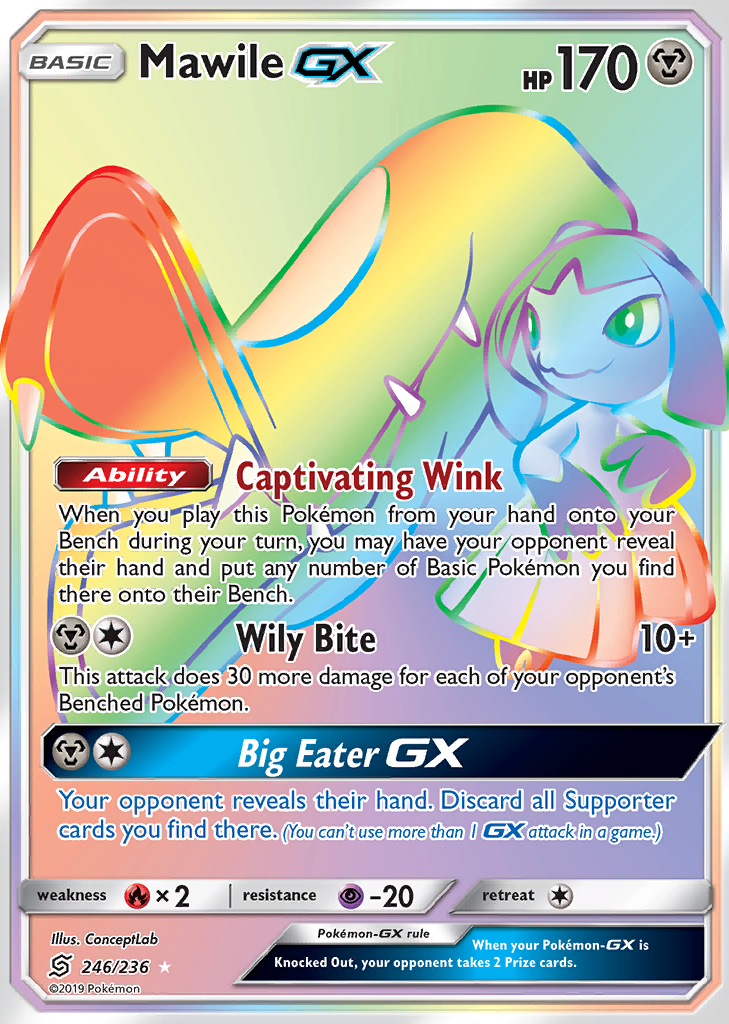 BASIC Mawile GX HP 170
Ability Captivating Wink
When you play this Pokémon from your hand onto your
Bench during your turn, you may have your opponent reveal
their hand and put any number of Basic Pokémon you find
there onto their Bench.
Wily Bite 10+
This attack does 30 more damage for each of your opponent's
Benched Pokémon.
Big Eater GX
Your opponent reveals their hand. Discard all Supporter
cards you find there. (You can't use more than 1 GX attack in a game.)
weakness ×2 resistance -20 retreat
Illus. ConceptLab
246/236
©2019 Pokémon
Pokémon-GX rule
When your Pokémon-GX is
Knocked Out, your opponent takes 2 Prize cards.